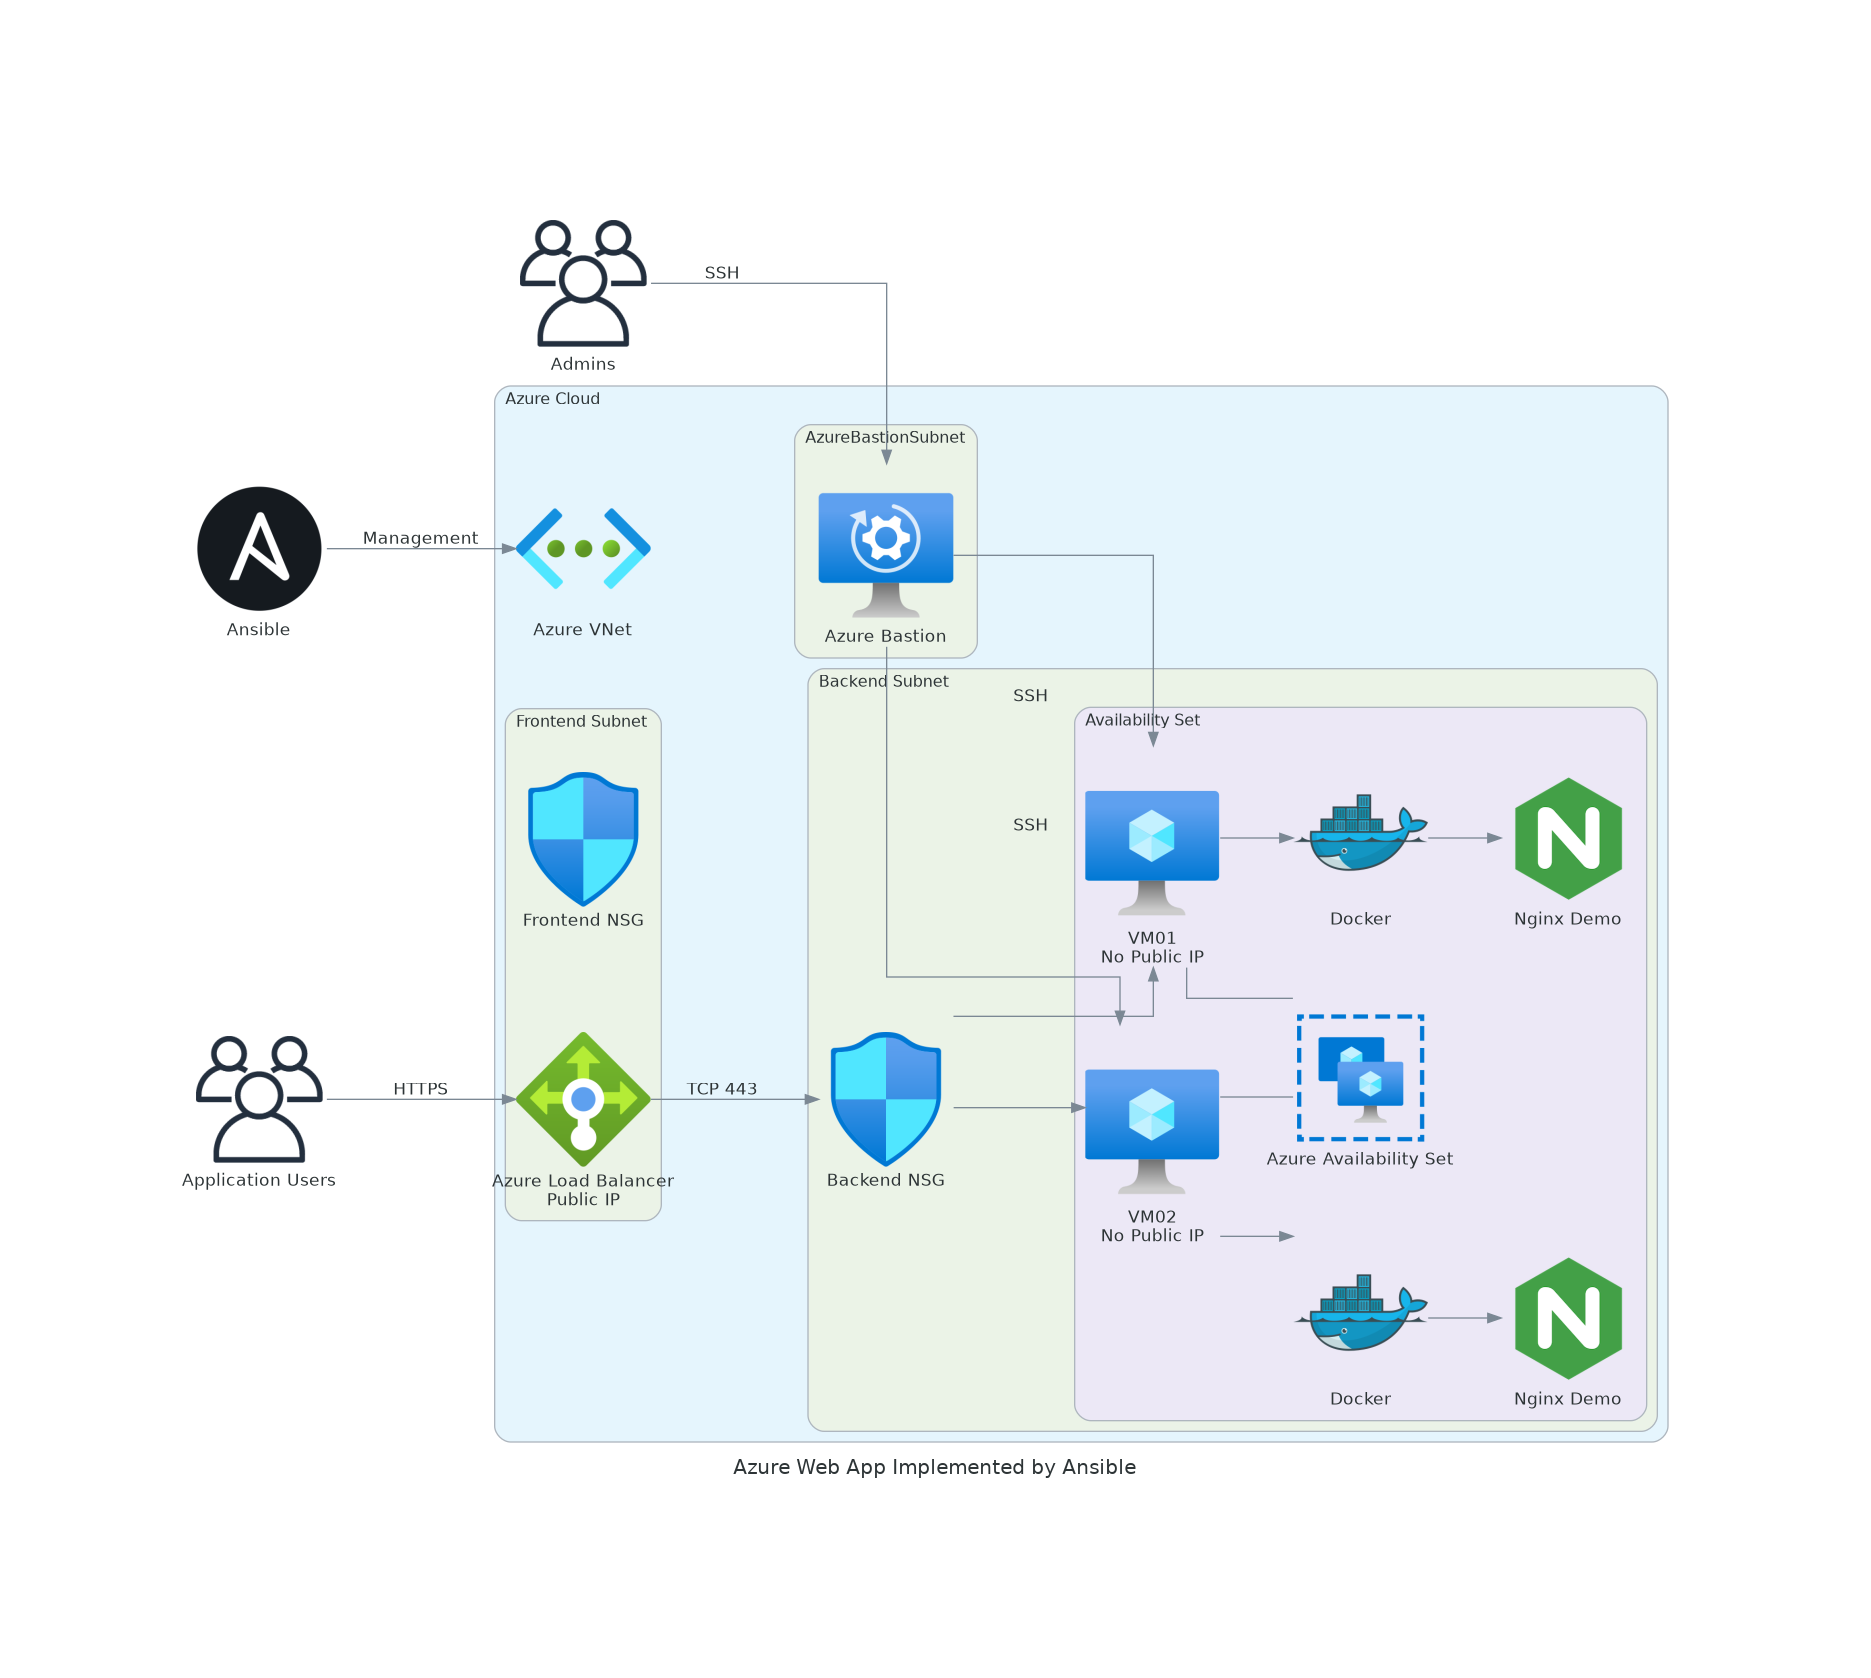 SSH
Admins
Azure Cloud
AzureBastionSubnet
Management
Ansible
Azure VNet
Azure Bastion
Backend Subnet
SSH
Frontend Subnet
Availability Set
SSH
Frontend NSG
Docker
Nginx Demo
VM01
No Public IP
HTTPS
TCP 443
Application Users
Azure Load Balancer
Public IP
Backend NSG
Azure Availability Set
VM02
No Public IP
Docker
Nginx Demo
Azure Web App Implemented by Ansible